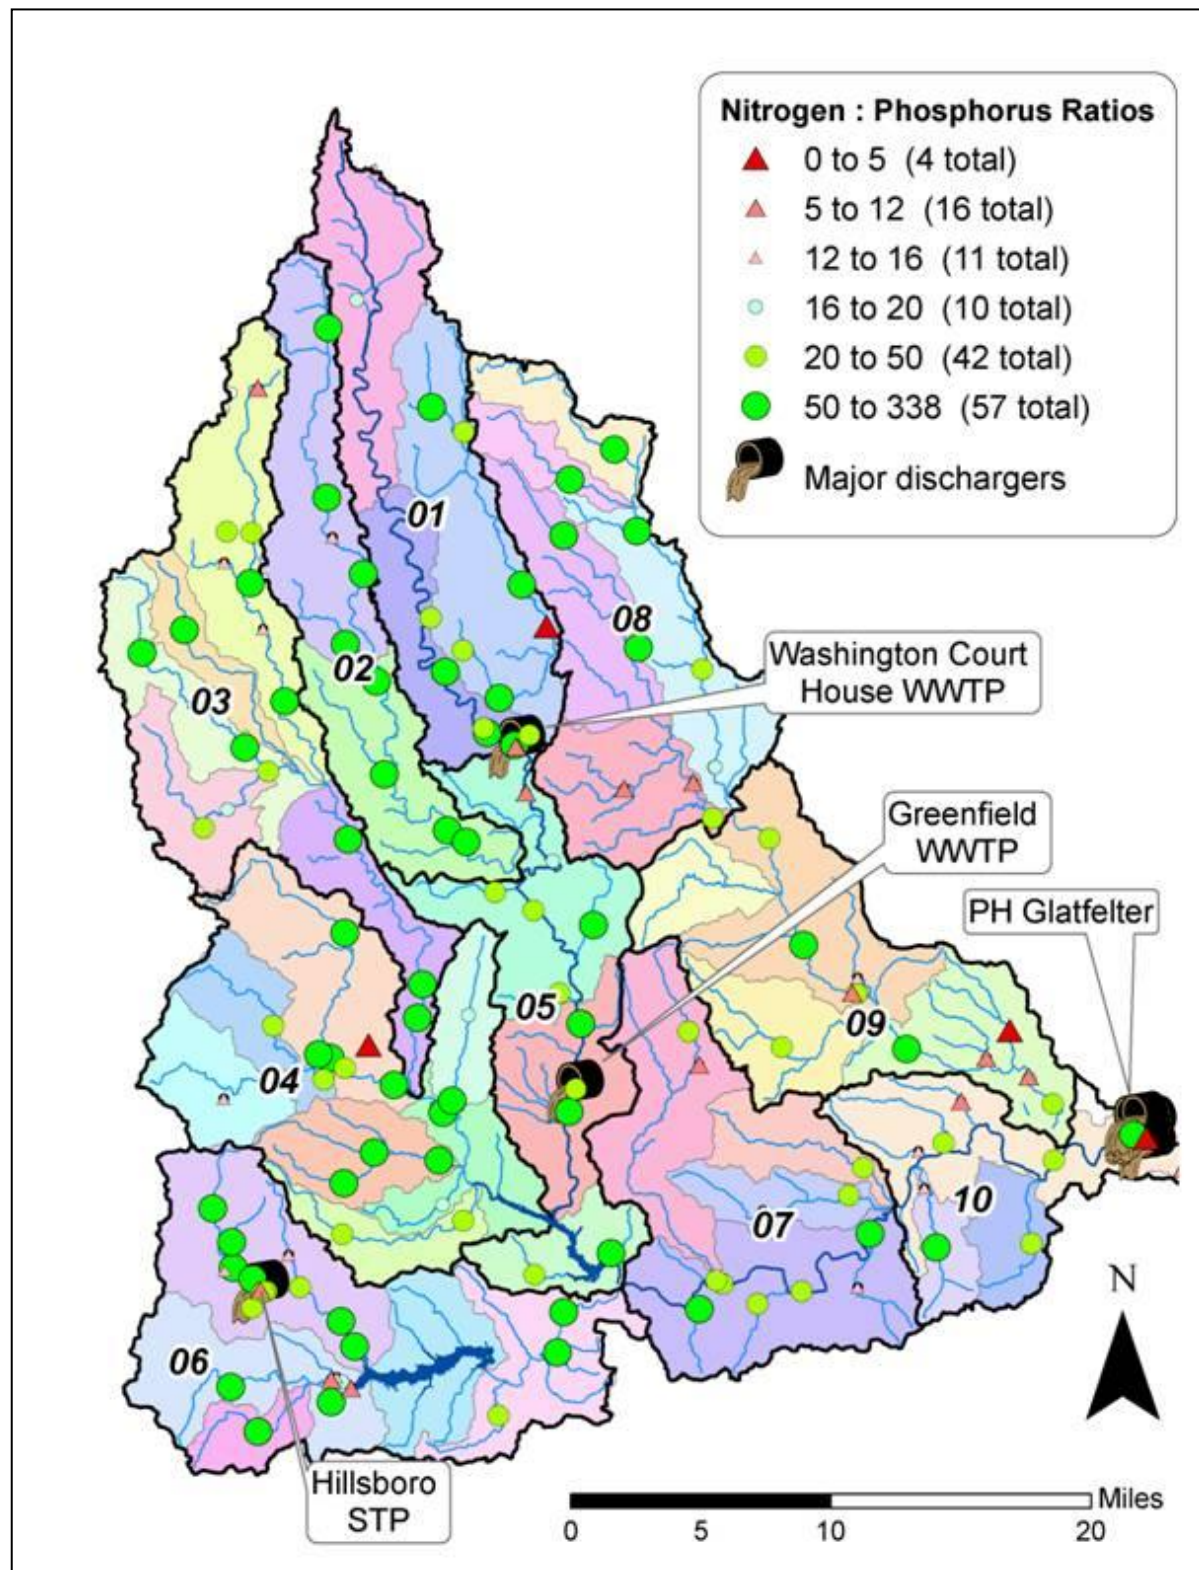 Nitrogen : Phosphorus Ratios
0 to 5 (4 total)
5 to 12 (16 total)
12 to 16 (11 total)
16 to 20 (10 total)
20 to 50 (42 total)
50 to 338 (57 total)
Major dischargers
01
08
02
Washington Court
House WWTP
03
Greenfield
WWTP
PH Glatfelter
05
09
04
10
07
N
06
Hillsboro
STP
Miles
0 5 10 20